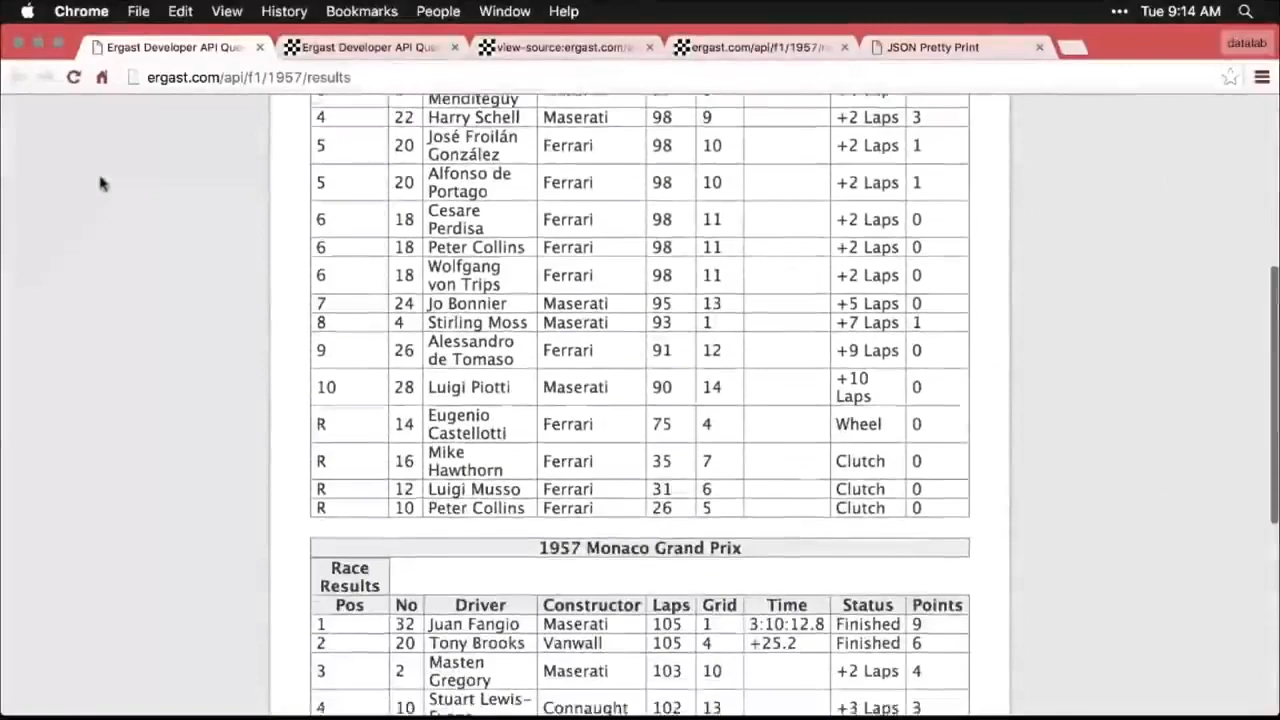 Chrome File Edit View History Bookmarks People Window Help ••• Tue 9:14 AM
Ergast Developer API Que × Ergast Developer API Que × view-source:ergast.com/a × ergast.com/api/f1/1957/r × JSON Pretty Print × datalab
ergast.com/api/f1/1957/results
Menditeguy
4 22 Harry Schell Maserati 98 9 +2 Laps 3
José Froilán
5 20 González Ferrari 98 10 +2 Laps 1
Alfonso de
5 20 Portago Ferrari 98 10 +2 Laps 1
Cesare
6 18 Perdisa Ferrari 98 11 +2 Laps 0
6 18 Peter Collins Ferrari 98 11 +2 Laps 0
Wolfgang
6 18 von Trips Ferrari 98 11 +2 Laps 0
7 24 Jo Bonnier Maserati 95 13 +5 Laps 0
8 4 Stirling Moss Maserati 93 1 +7 Laps 1
Alessandro
9 26 de Tomaso Ferrari 91 12 +9 Laps 0
10 28 Luigi Piotti Maserati 90 14 +10 0
Laps
Eugenio
R 14 Castellotti Ferrari 75 4 Wheel 0
Mike
R 16 Hawthorn Ferrari 35 7 Clutch 0
R 12 Luigi Musso Ferrari 31 6 Clutch 0
R 10 Peter Collins Ferrari 26 5 Clutch 0
1957 Monaco Grand Prix
Race
Results
Pos No Driver Constructor Laps Grid Time Status Points
1 32 Juan Fangio Maserati 105 1 3:10:12.8 Finished 9
2 20 Tony Brooks Vanwall 105 4 +25.2 Finished 6
Masten
3 2 Gregory Maserati 103 10 +2 Laps 4
Stuart Lewis-
4 10 Connaught 102 13 +3 Laps 3